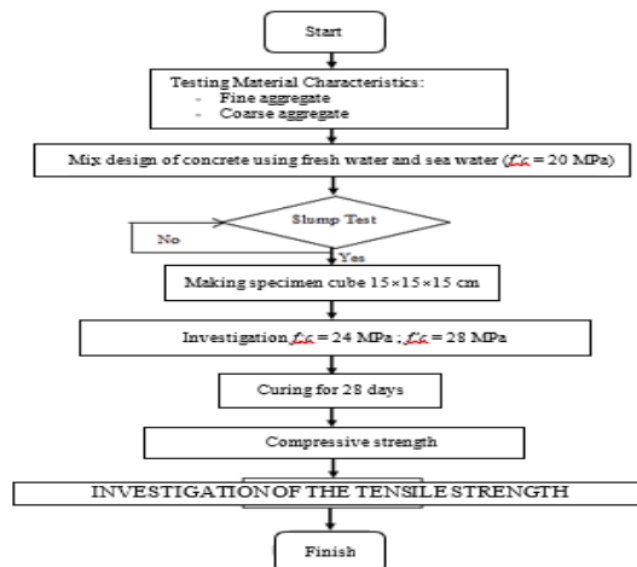 Start
Testing Material Characteristics:
- Fine aggregate
- Coarse aggregate
Mix design of concrete using fresh water and sea water (f'c = 20 MPa)
Slump Test
No
Yes
Making specimen cube 15×15×15 cm
Investigation f'c = 24 MPa ; f'c = 28 MPa
Curing for 28 days
Compressive strength
INVESTIGATION OF THE TENSILE STRENGTH
Finish